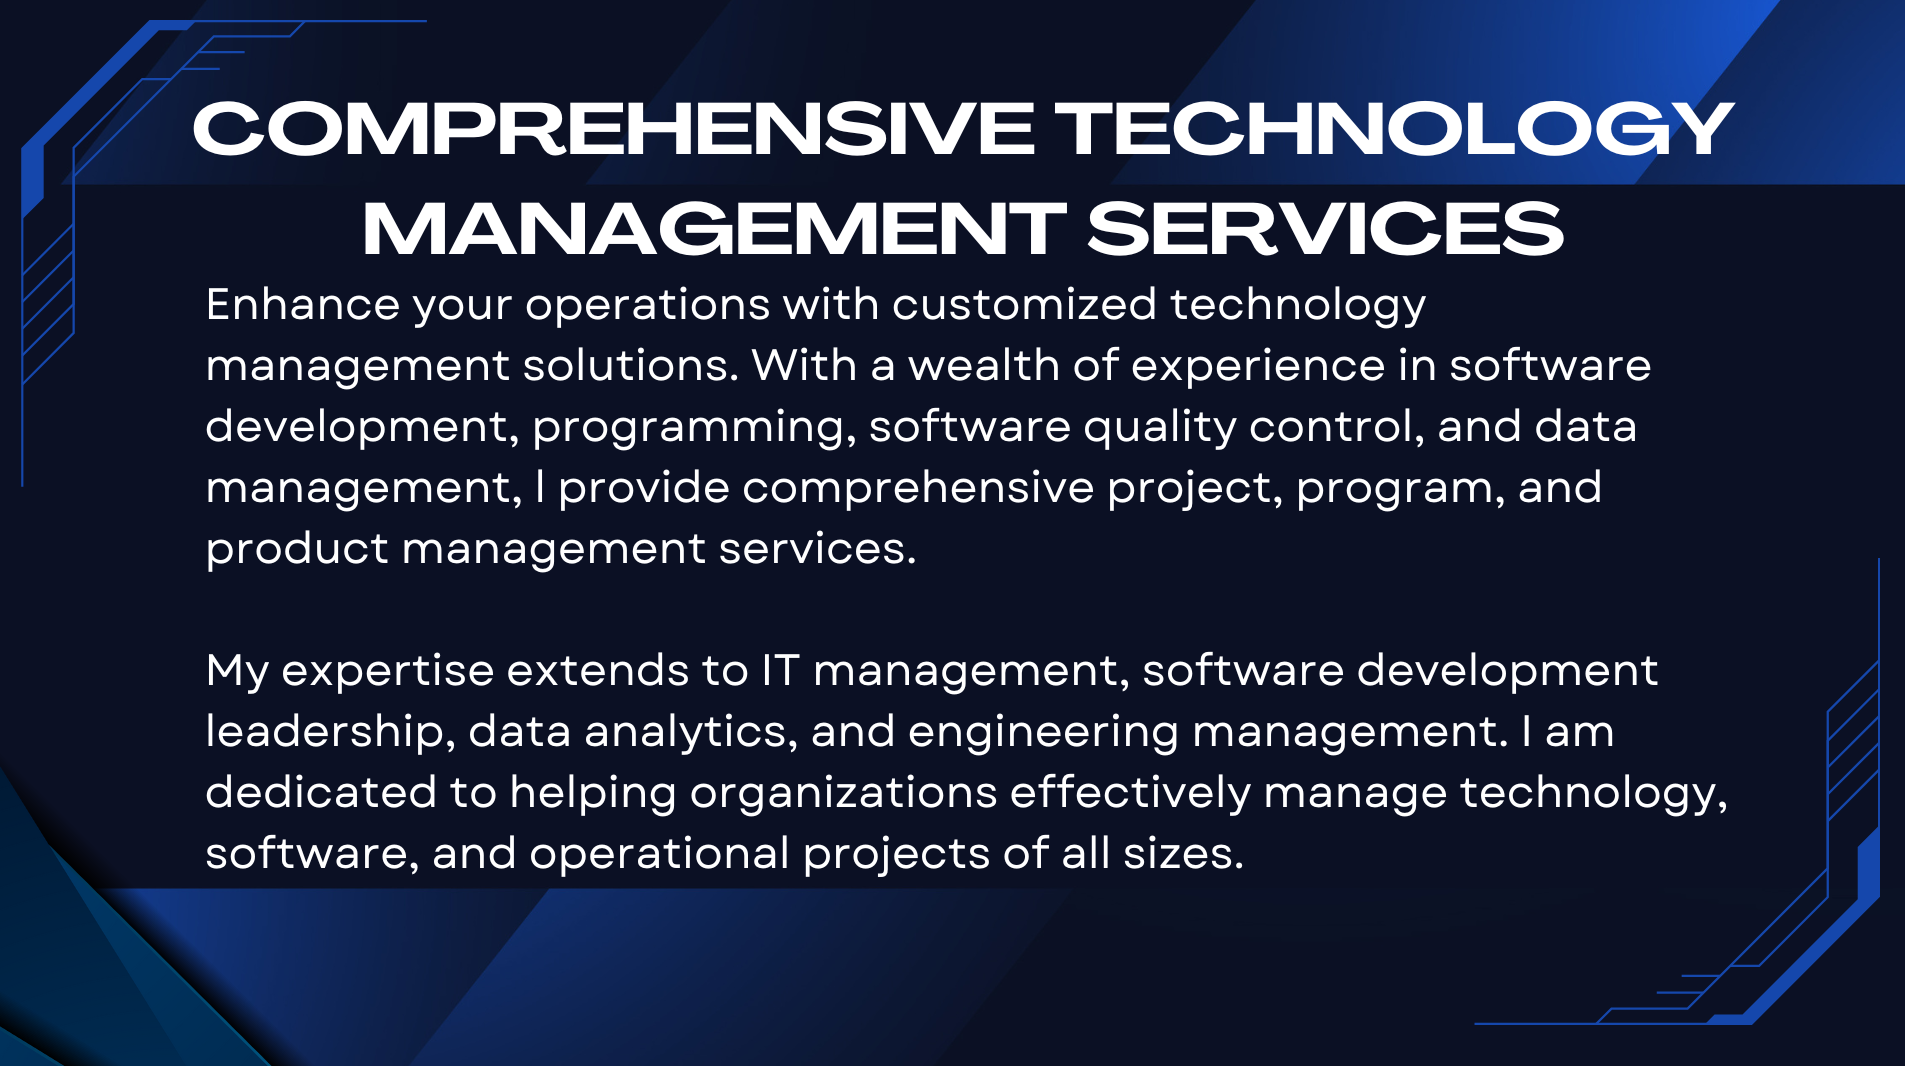 COMPREHENSIVE TECHNOLOGY
MANAGEMENT SERVICES
Enhance your operations with customized technology
management solutions. With a wealth of experience in software
development, programming, software quality control, and data
management, I provide comprehensive project, program, and
product management services.
My expertise extends to IT management, software development
leadership, data analytics, and engineering management. I am
dedicated to helping organizations effectively manage technology,
software, and operational projects of all sizes.